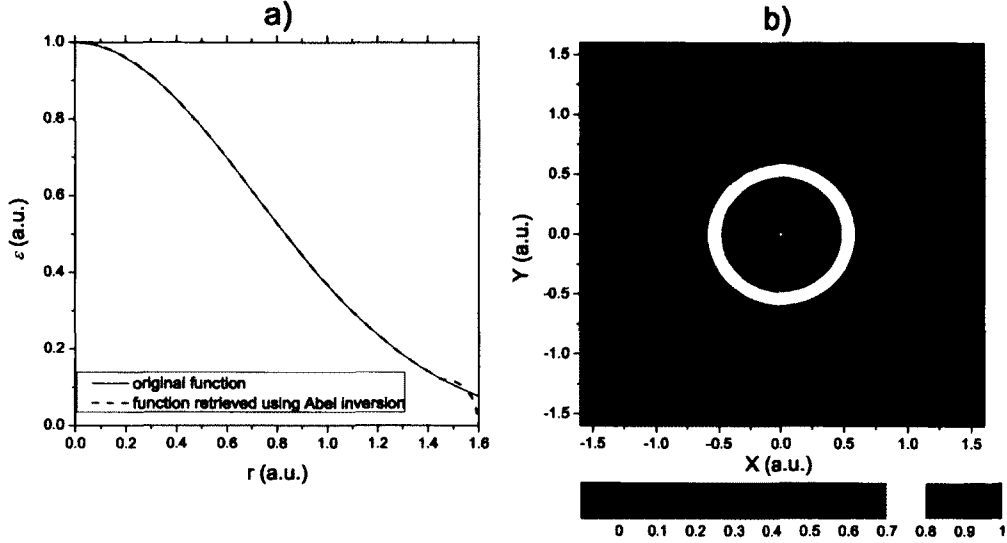 a)
1.0
0.8
0.6
0.4
0.2
0.0
ε (a.u.)
original function
function retrieved using Abel inversion
0.0 0.2 0.4 0.6 0.8 1.0 1.2 1.4 1.6
r (a.u.)
b)
1.5
1.0
0.5
0.0
-0.5
-1.0
-1.5
Y (a.u.)
-1.5 -1.0 -0.5 0.0 0.5 1.0 1.5
X (a.u.)
0 0.1 0.2 0.3 0.4 0.5 0.6 0.7 0.8 0.9 1